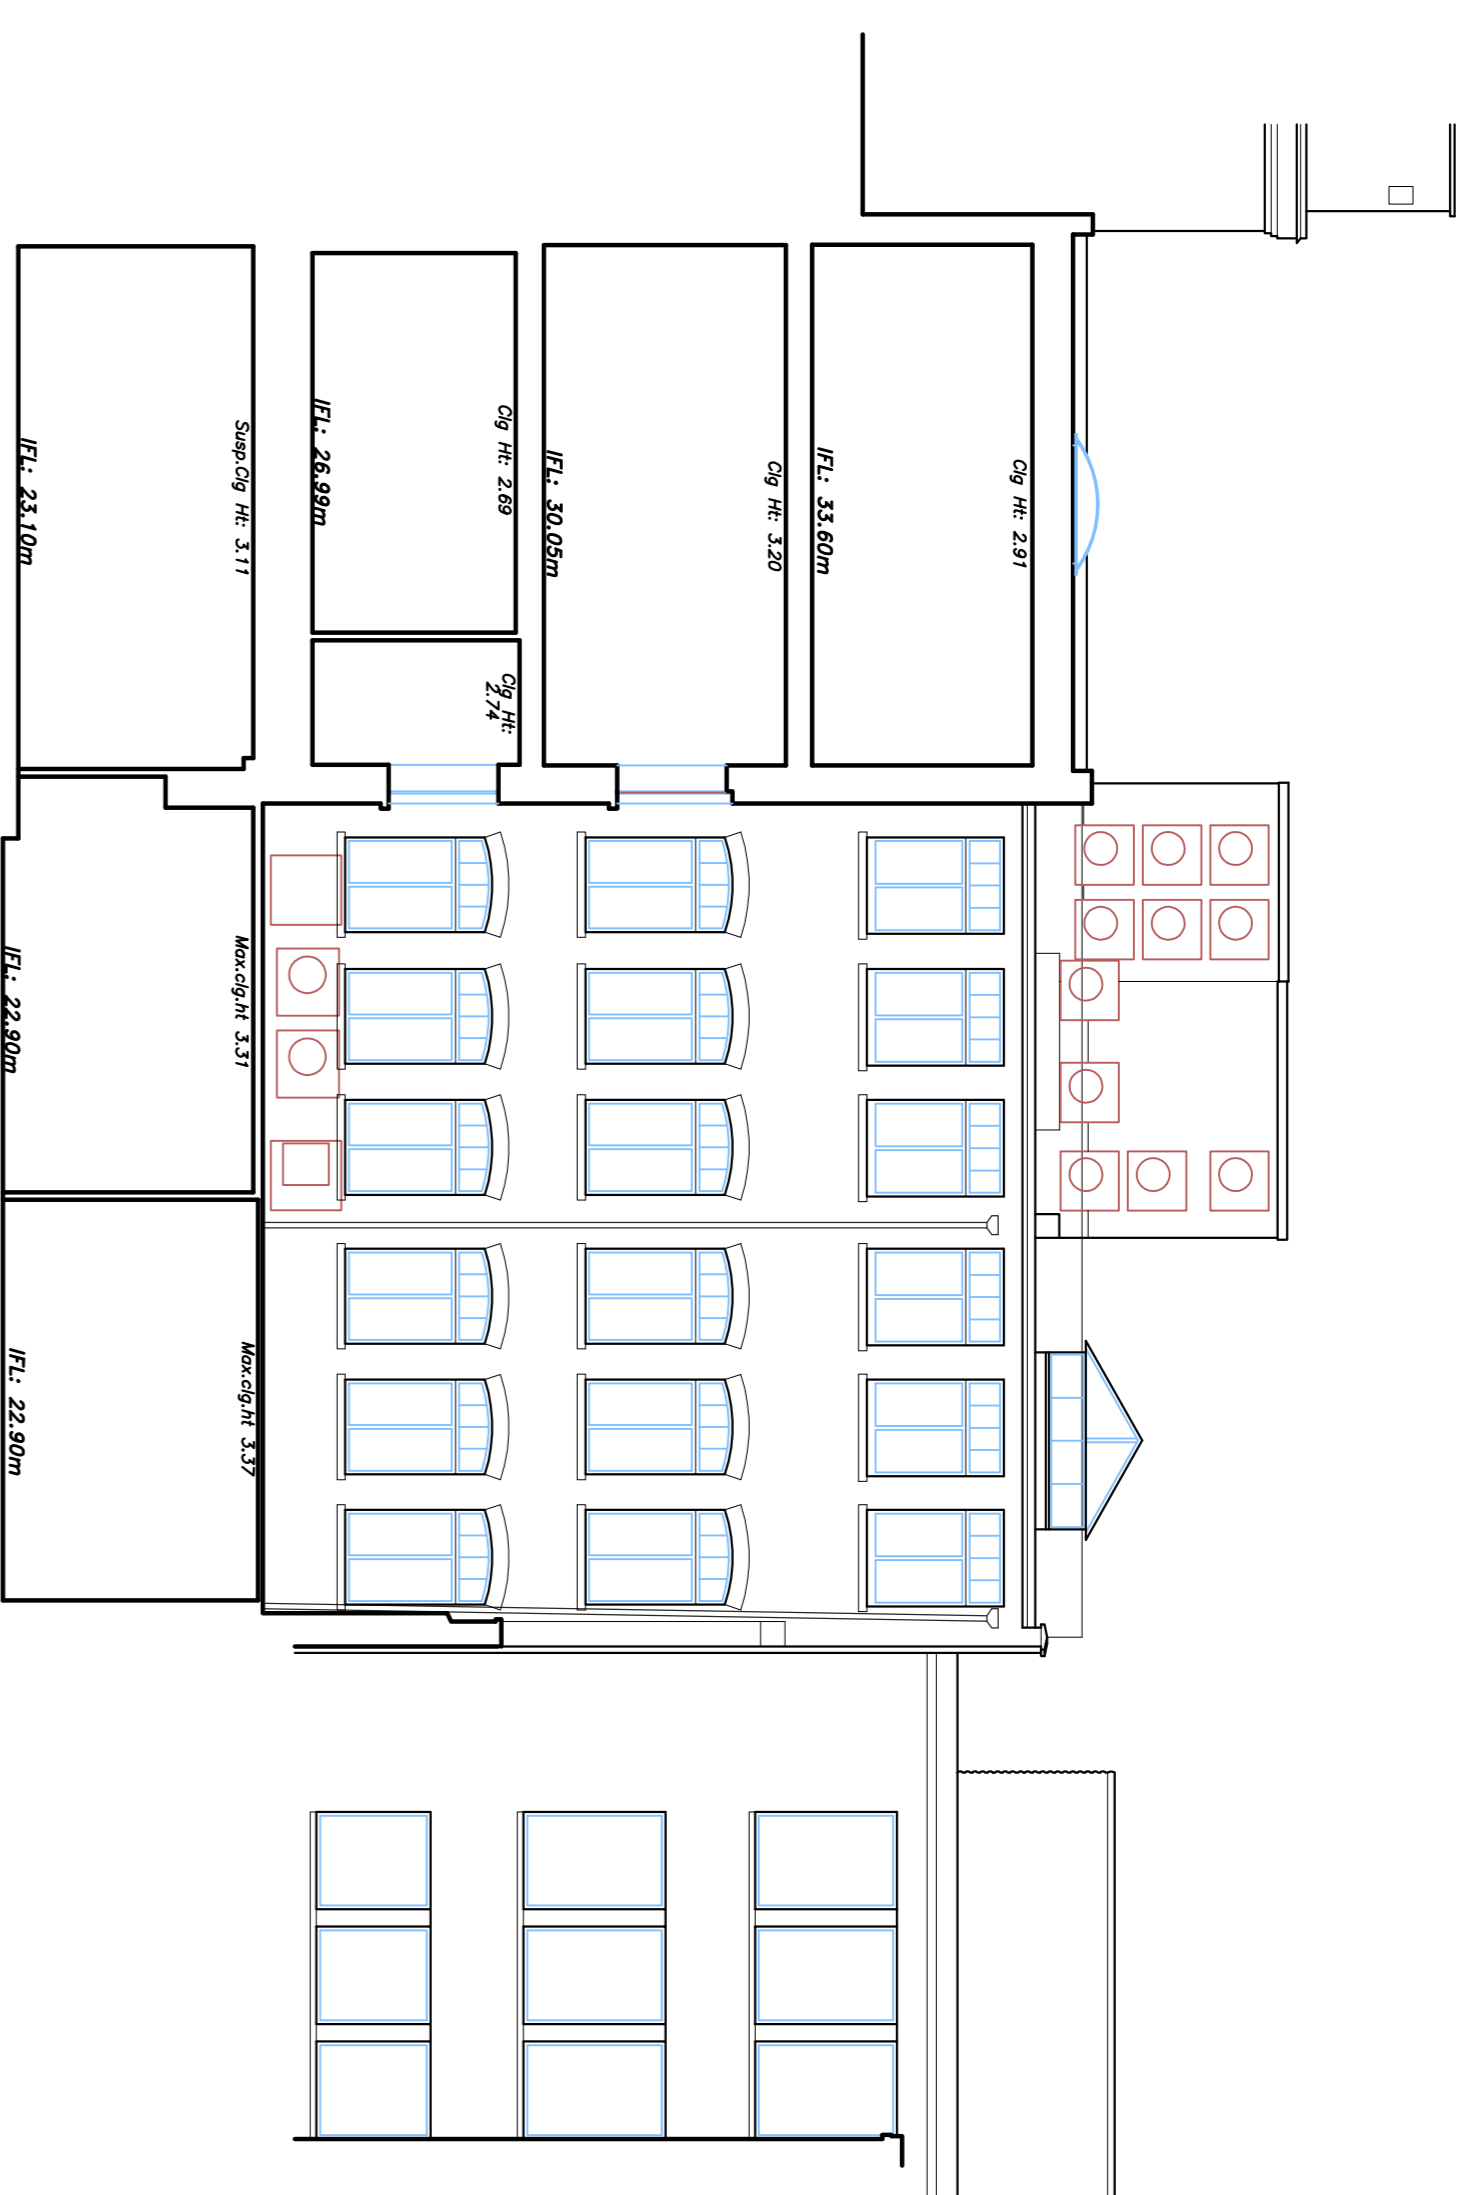 Clg Ht: 2.91
IFL: 33.60m
Clg Ht: 3.20
IFL: 30.05m
Clg Ht: 2.69
IFL: 26.99m
Clg Ht:
2.74
Susp.Clg Ht: 3.11
IFL: 23.10m
Max.clg.ht 3.31
IFL: 22.90m
Max.clg.ht 3.37
IFL: 22.90m